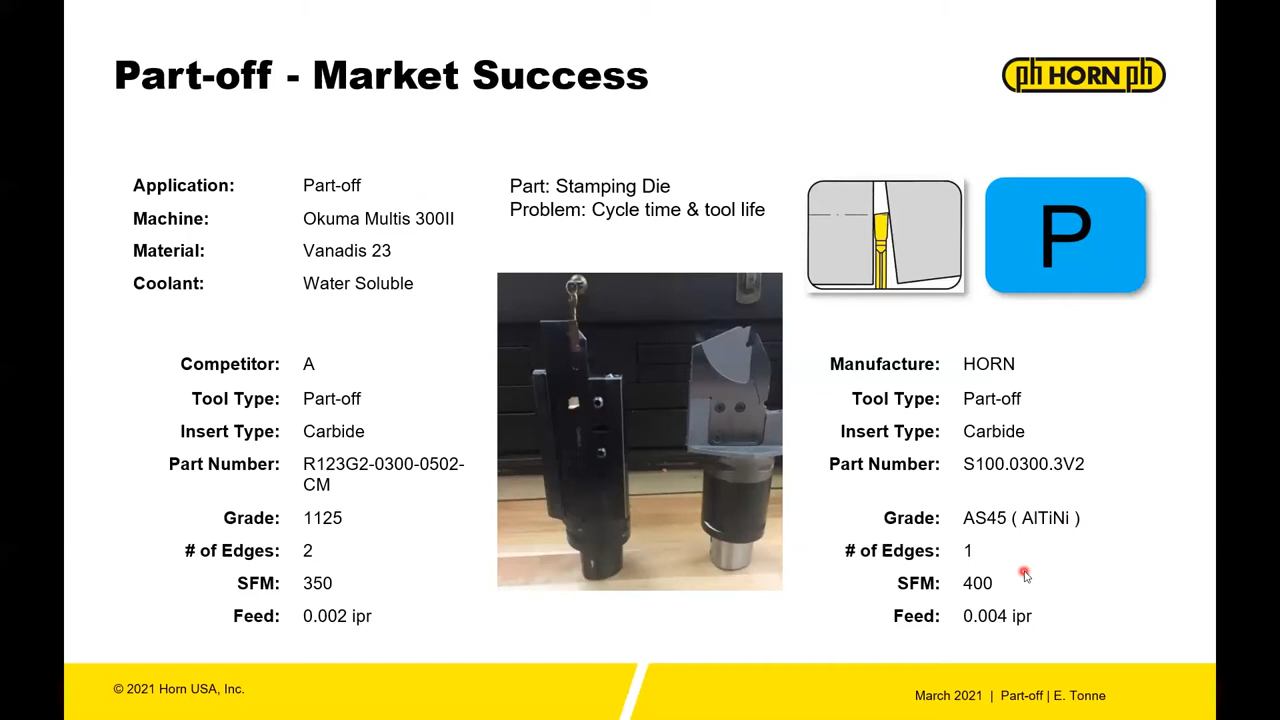 Part-off - Market Success
ph HORN ph
Application: Part-off
Machine: Okuma Multis 300II
Material: Vanadis 23
Coolant: Water Soluble
Part: Stamping Die
Problem: Cycle time & tool life
P
Competitor: A
Tool Type: Part-off
Insert Type: Carbide
Part Number: R123G2-0300-0502-
CM
Grade: 1125
# of Edges: 2
SFM: 350
Feed: 0.002 ipr
Manufacture: HORN
Tool Type: Part-off
Insert Type: Carbide
Part Number: S100.0300.3V2
Grade: AS45 ( AlTiNi )
# of Edges: 1
SFM: 400
Feed: 0.004 ipr
© 2021 Horn USA, Inc.
March 2021 | Part-off | E. Tonne